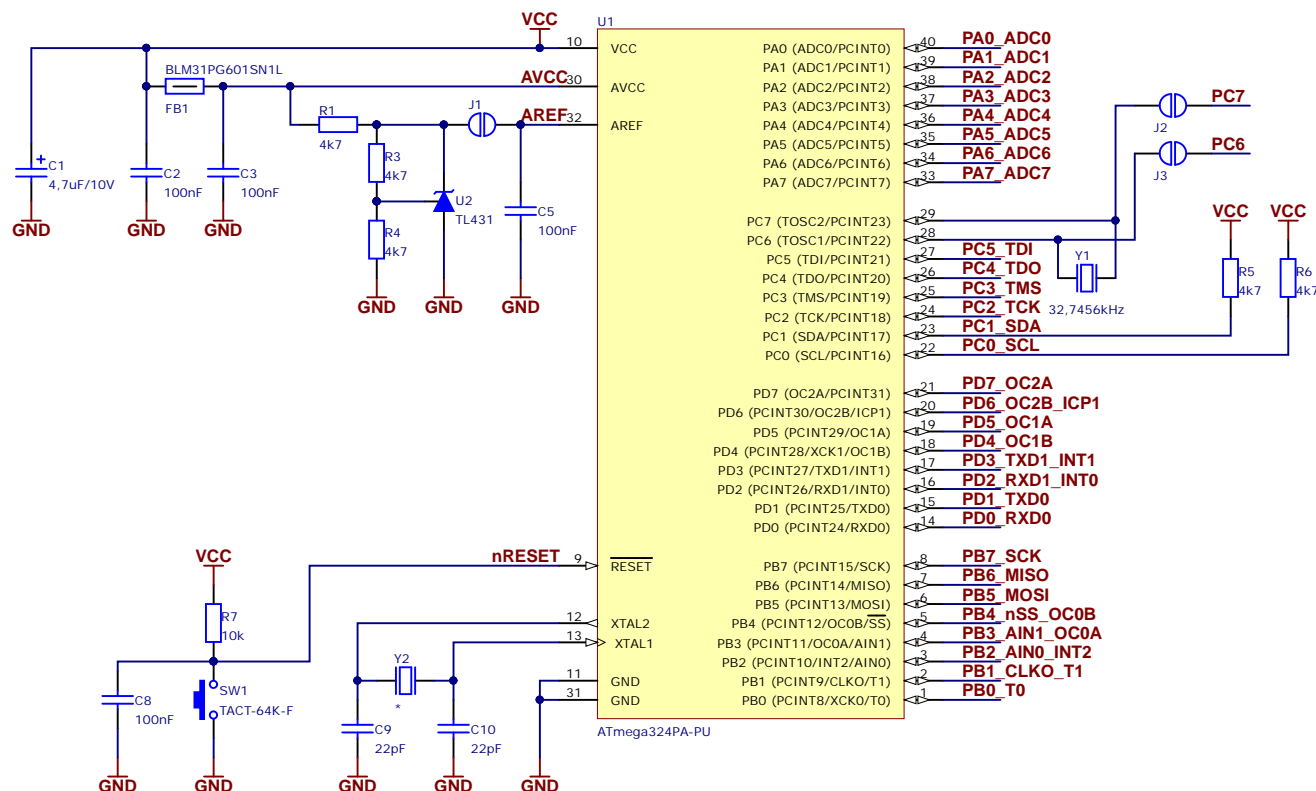 VCC
U1
10
VCC
PA0 (ADC0/PCINT0)
40
PA0_ADC0
PA1 (ADC1/PCINT1)
39
PA1_ADC1
BLM31PG601SN1L
FB1
AVCC
30
AVCC
PA2 (ADC2/PCINT2)
38
PA2_ADC2
PA3 (ADC3/PCINT3)
37
PA3_ADC3
R1
4k7
J1
AREF
32
AREF
PA4 (ADC4/PCINT4)
36
PA4_ADC4
PA5 (ADC5/PCINT5)
35
PA5_ADC5
PA6 (ADC6/PCINT6)
34
PA6_ADC6
PA7 (ADC7/PCINT7)
33
PA7_ADC7
J2
PC7
J3
PC6
+
C1
4,7uF/10V
C2
100nF
C3
100nF
R3
4k7
R4
4k7
U2
TL431
C5
100nF
GND
GND
GND
GND
GND
GND
PC7 (TOSC2/PCINT23)
29
PC6 (TOSC1/PCINT22)
28
PC5 (TDI/PCINT21)
27
PC5_TDI
PC4 (TDO/PCINT20)
26
PC4_TDO
PC3 (TMS/PCINT19)
25
PC3_TMS
PC2 (TCK/PCINT18)
24
PC2_TCK
PC1 (SDA/PCINT17)
23
PC1_SDA
PC0 (SCL/PCINT16)
22
PC0_SCL
Y1
32,7456kHz
VCC
VCC
R5
4k7
R6
4k7
PD7 (OC2A/PCINT31)
21
PD7_OC2A
PD6 (PCINT30/OC2B/ICP1)
20
PD6_OC2B_ICP1
PD5 (PCINT29/OC1A)
19
PD5_OC1A
PD4 (PCINT28/XCK1/OC1B)
18
PD4_OC1B
PD3 (PCINT27/TXD1/INT1)
17
PD3_TXD1_INT1
PD2 (PCINT26/RXD1/INT0)
16
PD2_RXD1_INT0
PD1 (PCINT25/TXD0)
15
PD1_TXD0
PD0 (PCINT24/RXD0)
14
PD0_RXD0
VCC
nRESET
9
RESET
PB7 (PCINT15/SCK)
8
PB7_SCK
PB6 (PCINT14/MISO)
7
PB6_MISO
PB5 (PCINT13/MOSI)
6
PB5_MOSI
R7
10k
12
XTAL2
PB4 (PCINT12/OC0B/SS)
5
PB4_nSS_OC0B
13
XTAL1
PB3 (PCINT11/OC0A/AIN1)
4
PB3_AIN1_OC0A
PB2 (PCINT10/INT2/AIN0)
3
PB2_AIN0_INT2
Y2
*
11
GND
PB1 (PCINT9/CLKO/T1)
2
PB1_CLKO_T1
31
GND
PB0 (PCINT8/XCK0/T0)
1
PB0_T0
C8
100nF
SW1
TACT-64K-F
C9
22pF
C10
22pF
ATmega324PA-PU
GND
GND
GND
GND
GND